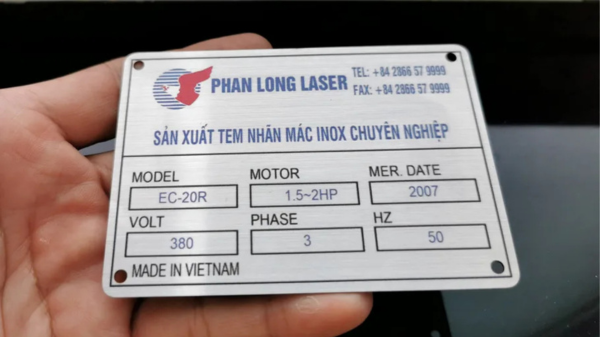 PHAN LONG LASER
TEL: +84 2866 57 9999
FAX: +84 2866 57 9999
SẢN XUẤT TEM NHÃN MÁC INOX CHUYÊN NGHIỆP
MODEL MOTOR MER. DATE
EC-20R 1.5~2HP 2007
VOLT PHASE HZ
380 3 50
MADE IN VIETNAM